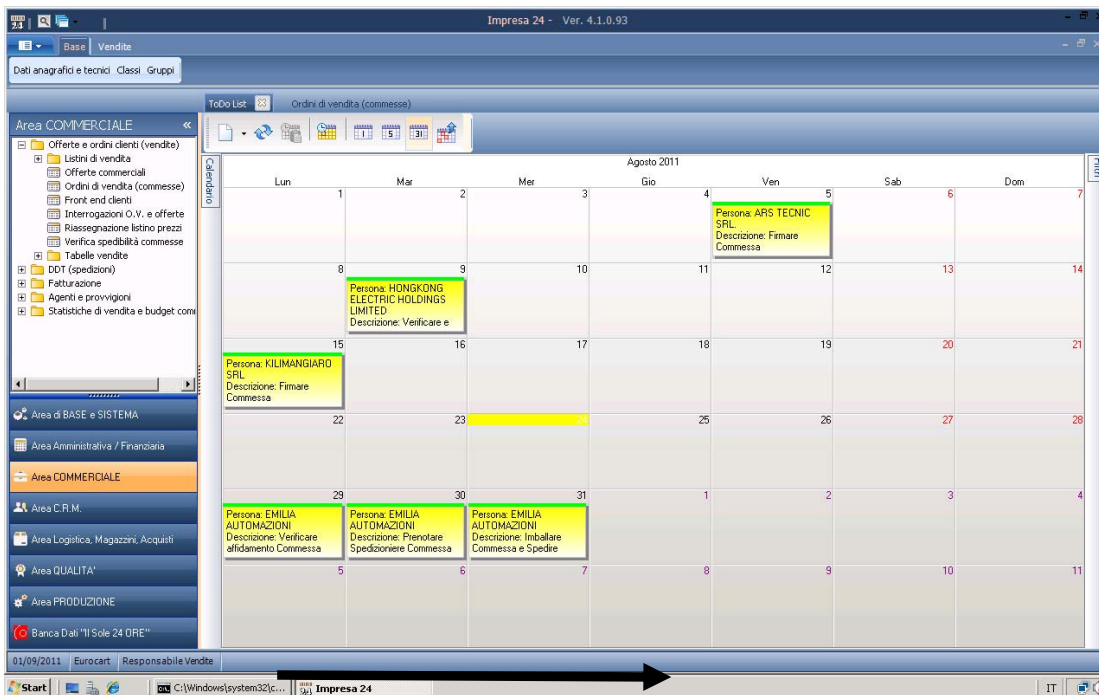 Impresa 24 - Ver. 4.1.0.93
Base Vendite
Dati anagrafici e tecnici Classi Gruppi
ToDo List Ordini di vendita (commesse)
Area COMMERCIALE «
Offerte e ordini clienti (vendite)
Listini di vendita
Offerte commerciali
Ordini di vendita (commesse)
Front end clienti
Interrogazioni O.V. e offerte
Riassegnazione listino prezzi
Verifica spedibilità commesse
Tabelle vendite
DDT (spedizioni)
Fatturazione
Agenti e provvigioni
Statistiche di vendita e budget com
Area di BASE e SISTEMA
Area Amministrativa / Finanziaria
Area COMMERCIALE
Area C.R.M.
Area Logistica, Magazzini, Acquisti
Area QUALITA'
Area PRODUZIONE
Banca Dati "Il Sole 24 ORE"
Calendario
Agosto 2011
Filtri
Lun Mar Mer Gio Ven Sab Dom
1 2 3 4 5 6 7
Persona: ARS TECNIC
SRL.
Descrizione: Firmare
Commessa
8 9 10 11 12 13 14
Persona: HONGKONG
ELECTRIC HOLDINGS
LIMITED
Descrizione: Verificare e
15 16 17 18 19 20 21
Persona: KILIMANGIARO
SRL
Descrizione: Firmare
Commessa
22 23 24 25 26 27 28
29 30 31 1 2 3 4
Persona: EMILIA
AUTOMAZIONI
Descrizione: Verificare
affidamento Commessa
Persona: EMILIA
AUTOMAZIONI
Descrizione: Prenotare
Spedizioniere Commessa
Persona: EMILIA
AUTOMAZIONI
Descrizione: Imballare
Commessa e Spedire
5 6 7 8 9 10 11
01/09/2011 Eurocart Responsabile Vendite
Start C:\Windows\system32\c... Impresa 24 IT